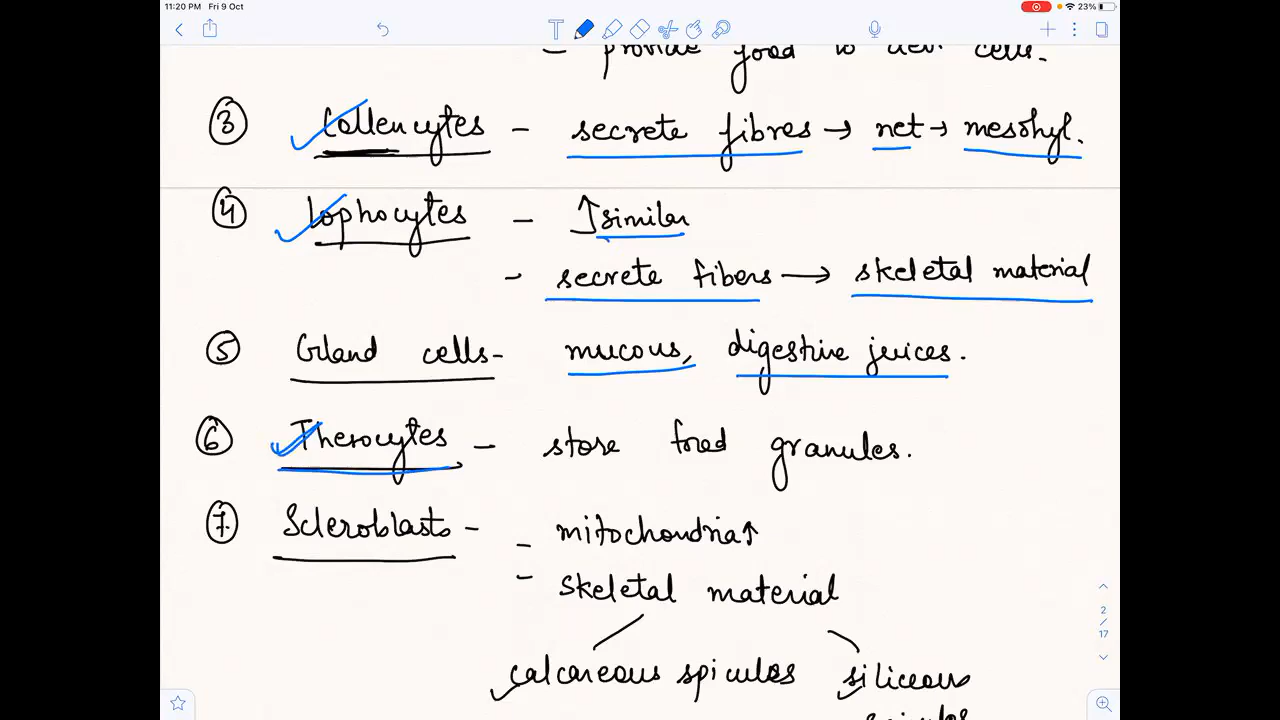 11:20 PM Fri 9 Oct
23%
- provide food to dev. cells.
③ Collencytes - secrete fibres → net → mesohyl.
④ Lophocytes - ↑ similar
- secrete fibers → skeletal material
⑤ Gland cells - mucous, digestive juices.
⑥ Therocytes - store food granules.
⑦ Scleroblasts - - mitochondria↑
- Skeletal material
calcareous spicules siliceous
spicules
2
/
17